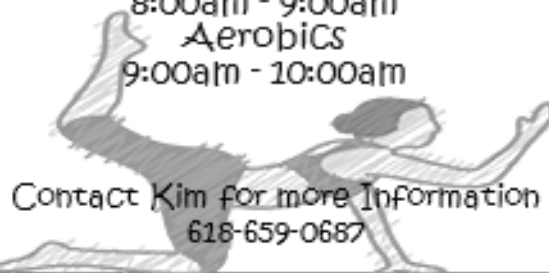 8:00am - 9:00am
Aerobics
9:00am - 10:00am
Contact Kim for more Information
618-659-0687